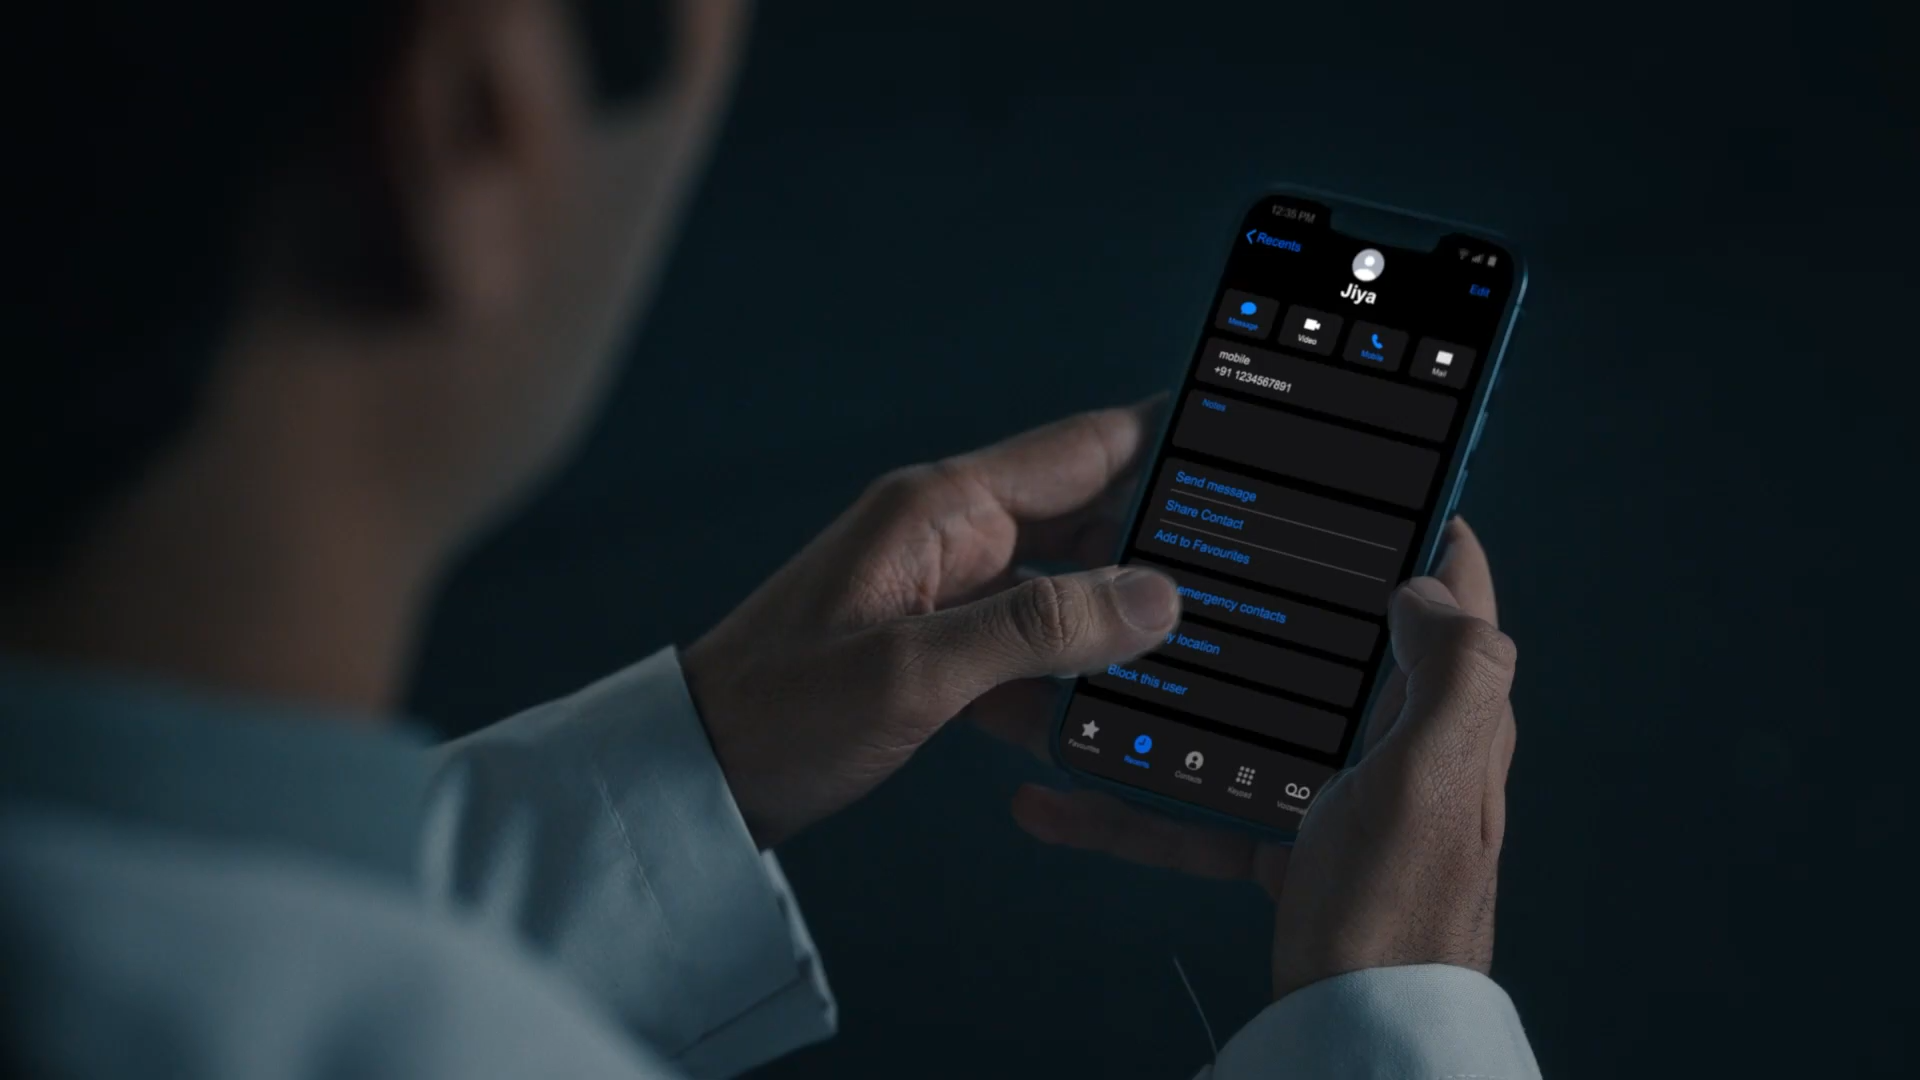 12:35 PM
Recents
Edit
Jiya
Message
Video
Mobile
Mail
mobile
+91 1234567891
Notes
Send message
Share Contact
Add to Favourites
emergency contacts
location
Block this user
Favourites
Recents
Contacts
Keypad